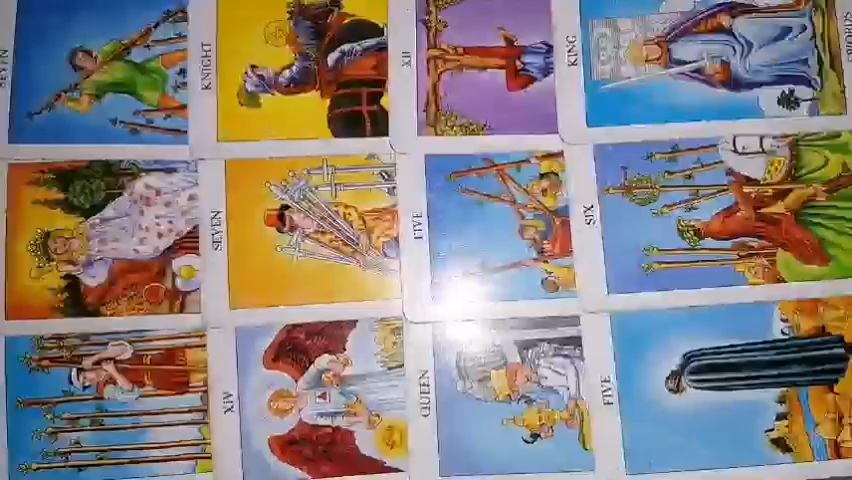 SEVEN
KNIGHT
XII
KING
SWORDS
SEVEN
FIVE
SIX
XIV
QUEEN
FIVE